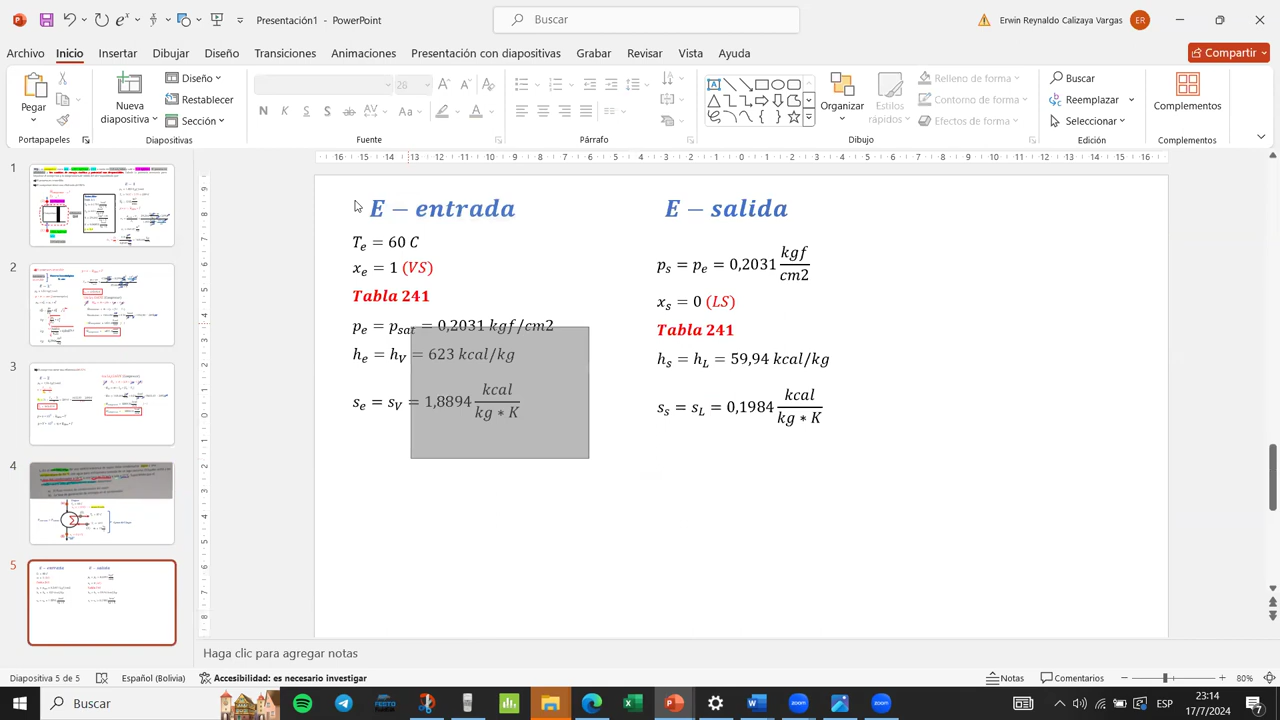 Presentación1 - PowerPoint
Buscar
Erwin Reynaldo Calizaya Vargas
ER
Archivo Inicio Insertar Dibujar Diseño Transiciones Animaciones Presentación con diapositivas Grabar Revisar Vista Ayuda
Compartir
Pegar
Nueva diapositiva
Diseño
Restablecer
Sección
28
Organizar
Estilos rápidos
Relleno de forma
Contorno de forma
Efectos de forma
Buscar
Reemplazar
Seleccionar
Complementos
Portapapeles Diapositivas Fuente Párrafo Dibujo Edición Complementos
E − entrada
T_e = 60 C
x_e = 1 (VS)
Tabla 241
p_e = p_sat = 0,2031 kgf/cm2
h_e = h_V = 623 kcal/kg
s_e = s_V = 1,8894 kcal/kg ∗ K
E − salida
p_s = p_e = 0,2031 kgf/cm2
x_s = 0 (LS)
Tabla 241
h_s = h_L = 59,94 kcal/kg
s_s = s_L = 0,1984 kcal/kg ∗ K
2
3
4
5
Haga clic para agregar notas
Diapositiva 5 de 5 Español (Bolivia) Accesibilidad: es necesario investigar Notas Comentarios 80%
Buscar
ESP
23:14
17/7/2024